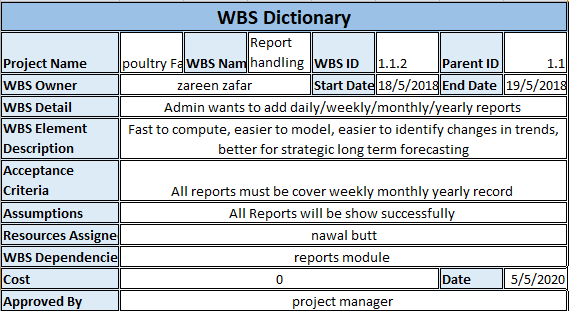 WBS Dictionary
Project Name poultry Fa WBS Nam Report handling WBS ID 1.1.2 Parent ID 1.1
WBS Owner zareen zafar Start Date 18/5/2018 End Date 19/5/2018
WBS Detail Admin wants to add daily/weekly/monthly/yearly reports
WBS Element Description Fast to compute, easier to model, easier to identify changes in trends,
better for strategic long term forecasting
Acceptance
Criteria All reports must be cover weekly monthly yearly record
Assumptions All Reports will be show successfully
Resources Assigne nawal butt
WBS Dependencie reports module
Cost 0 Date 5/5/2020
Approved By project manager